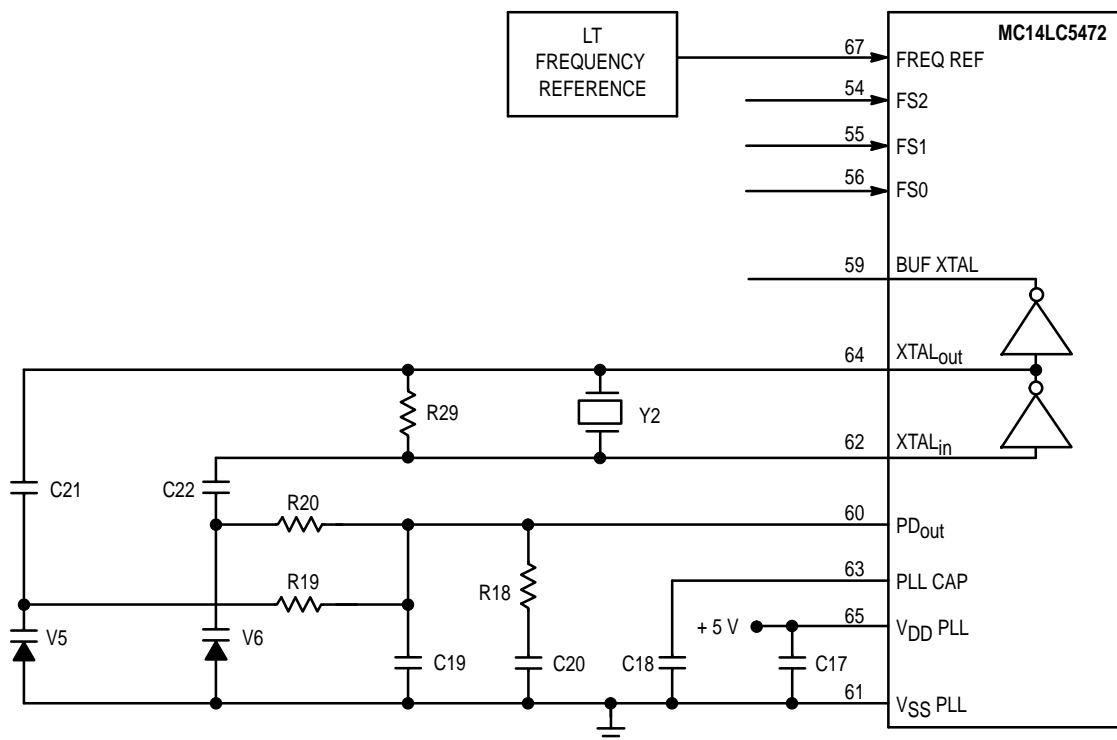 MC14LC5472
LT
FREQUENCY
REFERENCE
67
FREQ REF
54
FS2
55
FS1
56
FS0
59
BUF XTAL
64
XTALout
R29
Y2
62
XTALin
C21
C22
R20
60
PDout
63
PLL CAP
R19
R18
+ 5 V
65
VDD PLL
V5
V6
C19
C20
C18
C17
61
VSS PLL